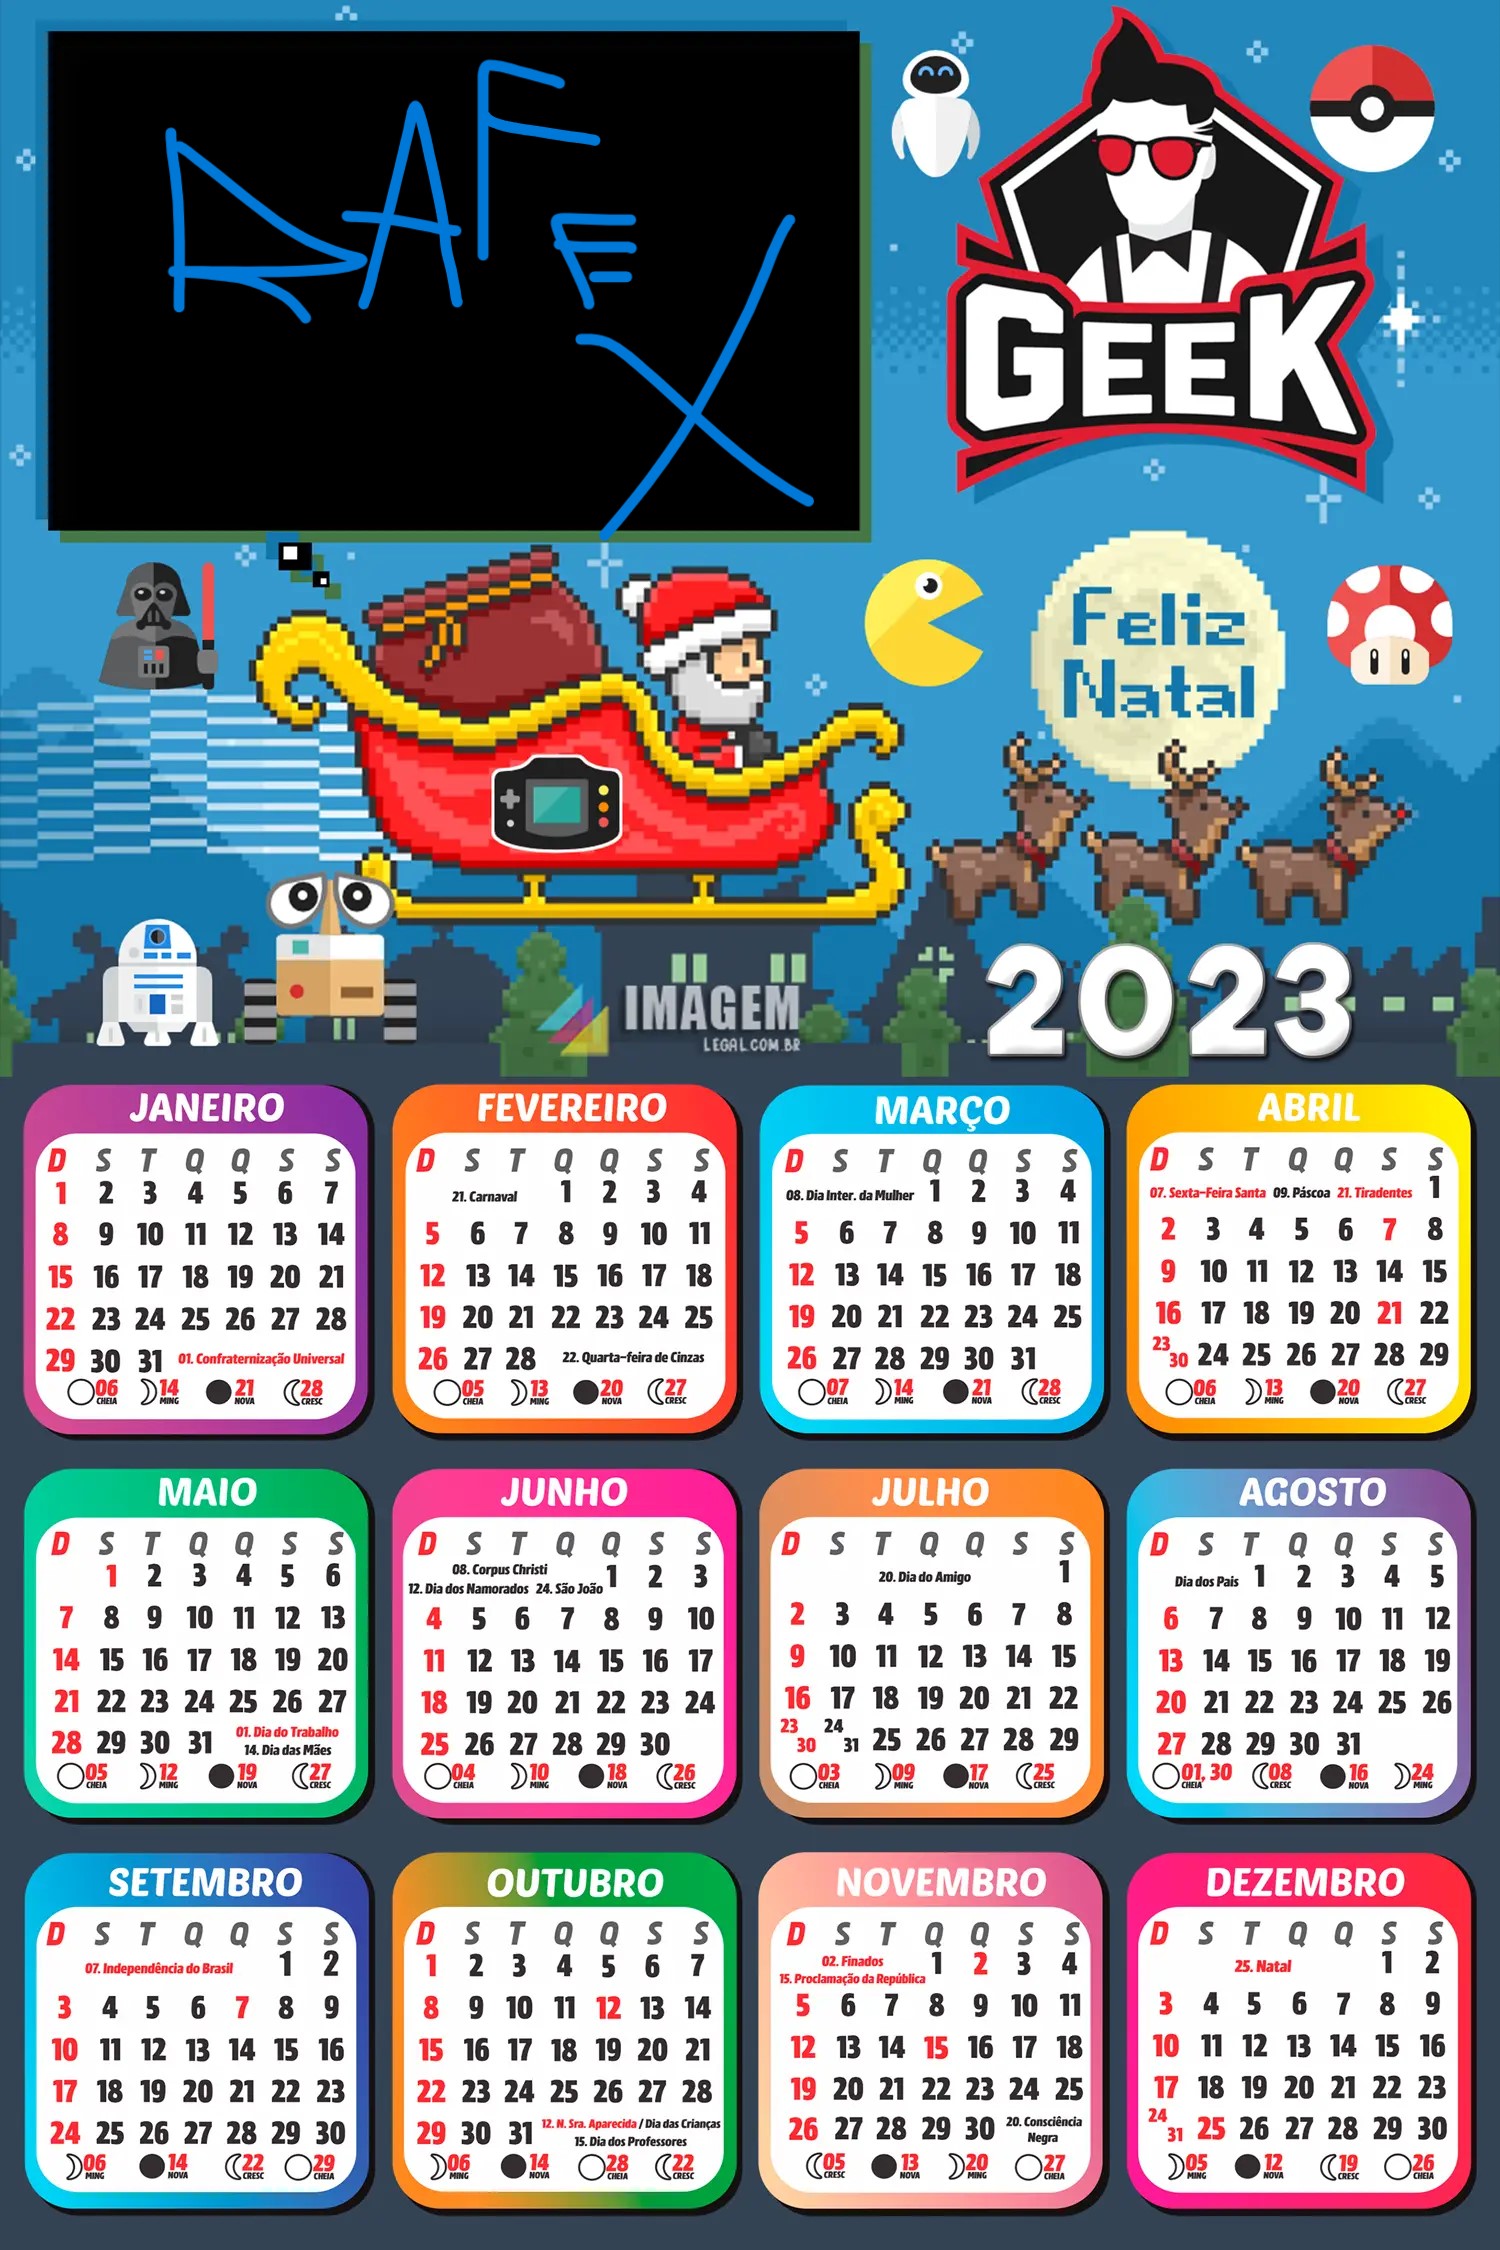 RAFEX
GEEK
Feliz
Natal
IMAGEM
LEGAL.COM.BR
2023
JANEIRO
D S T Q Q S S
1 2 3 4 5 6 7
8 9 10 11 12 13 14
15 16 17 18 19 20 21
22 23 24 25 26 27 28
29 30 31 01. Confraternização Universal
06 CHEIA 14 MING 21 NOVA 28 CRESC
FEVEREIRO
D S T Q Q S S
21. Carnaval 1 2 3 4
5 6 7 8 9 10 11
12 13 14 15 16 17 18
19 20 21 22 23 24 25
26 27 28 22. Quarta-feira de Cinzas
05 CHEIA 13 MING 20 NOVA 27 CRESC
MARÇO
D S T Q Q S S
08. Dia Inter. da Mulher 1 2 3 4
5 6 7 8 9 10 11
12 13 14 15 16 17 18
19 20 21 22 23 24 25
26 27 28 29 30 31
07 CHEIA 14 MING 21 NOVA 28 CRESC
ABRIL
D S T Q Q S S
07. Sexta-Feira Santa 09. Páscoa 21. Tiradentes 1
2 3 4 5 6 7 8
9 10 11 12 13 14 15
16 17 18 19 20 21 22
23 30 24 25 26 27 28 29
06 CHEIA 13 MING 20 NOVA 27 CRESC
MAIO
D S T Q Q S S
1 2 3 4 5 6
7 8 9 10 11 12 13
14 15 16 17 18 19 20
21 22 23 24 25 26 27
28 29 30 31 01. Dia do Trabalho
14. Dia das Mães
05 CHEIA 12 MING 19 NOVA 27 CRESC
JUNHO
D S T Q Q S S
08. Corpus Christi
12. Dia dos Namorados 24. São João 1 2 3
4 5 6 7 8 9 10
11 12 13 14 15 16 17
18 19 20 21 22 23 24
25 26 27 28 29 30
04 CHEIA 10 MING 18 NOVA 26 CRESC
JULHO
D S T Q Q S S
20. Dia do Amigo 1
2 3 4 5 6 7 8
9 10 11 12 13 14 15
16 17 18 19 20 21 22
23 30 24 31 25 26 27 28 29
03 CHEIA 09 MING 17 NOVA 25 CRESC
AGOSTO
D S T Q Q S S
Dia dos Pais 1 2 3 4 5
6 7 8 9 10 11 12
13 14 15 16 17 18 19
20 21 22 23 24 25 26
27 28 29 30 31
01, 30 CHEIA 08 CRESC 16 NOVA 24 MING
SETEMBRO
D S T Q Q S S
07. Independência do Brasil 1 2
3 4 5 6 7 8 9
10 11 12 13 14 15 16
17 18 19 20 21 22 23
24 25 26 27 28 29 30
06 MING 14 NOVA 22 CRESC 29 CHEIA
OUTUBRO
D S T Q Q S S
1 2 3 4 5 6 7
8 9 10 11 12 13 14
15 16 17 18 19 20 21
22 23 24 25 26 27 28
29 30 31 12. N. Sra. Aparecida / Dia das Crianças
15. Dia dos Professores
06 MING 14 NOVA 28 CHEIA 22 CRESC
NOVEMBRO
D S T Q Q S S
02. Finados 1 2 3 4
15. Proclamação da República
5 6 7 8 9 10 11
12 13 14 15 16 17 18
19 20 21 22 23 24 25
26 27 28 29 30 20. Consciência
Negra
05 CRESC 13 NOVA 20 MING 27 CHEIA
DEZEMBRO
D S T Q Q S S
25. Natal 1 2
3 4 5 6 7 8 9
10 11 12 13 14 15 16
17 18 19 20 21 22 23
24 31 25 26 27 28 29 30
05 MING 12 NOVA 19 CRESC 26 CHEIA